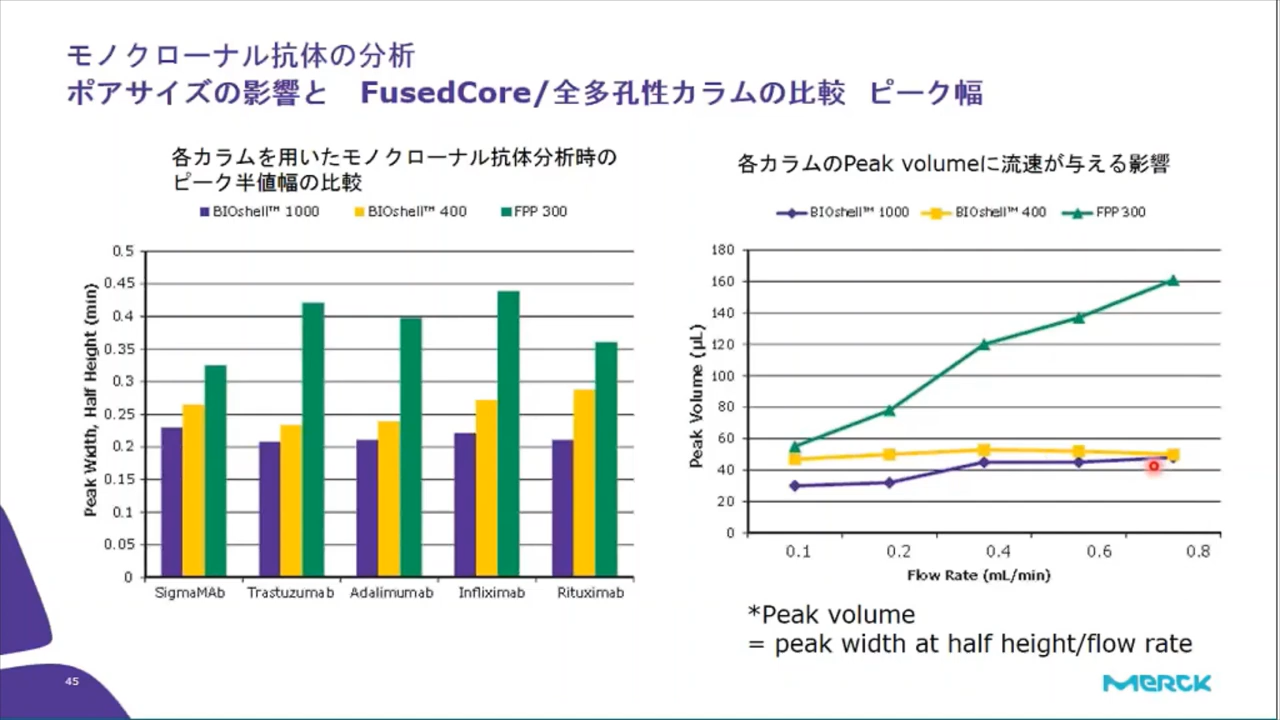 モノクローナル抗体の分析
ポアサイズの影響と FusedCore/全多孔性カラムの比較 ピーク幅
各カラムを用いたモノクローナル抗体分析時の
ピーク半値幅の比較
BIOshell™ 1000 BIOshell™ 400 FPP 300
Peak Width, Half Height (min)
0.5
0.45
0.4
0.35
0.3
0.25
0.2
0.15
0.1
0.05
0
SigmaMAb Trastuzumab Adalimumab Infliximab Rituximab
各カラムのPeak volumeに流速が与える影響
BIOshell™ 1000 BIOshell™ 400 FPP 300
Peak Volume (µL)
180
160
140
120
100
80
60
40
20
0
0.1 0.2 0.4 0.6 0.8
Flow Rate (mL/min)
*Peak volume
= peak width at half height/flow rate
45
MERCK